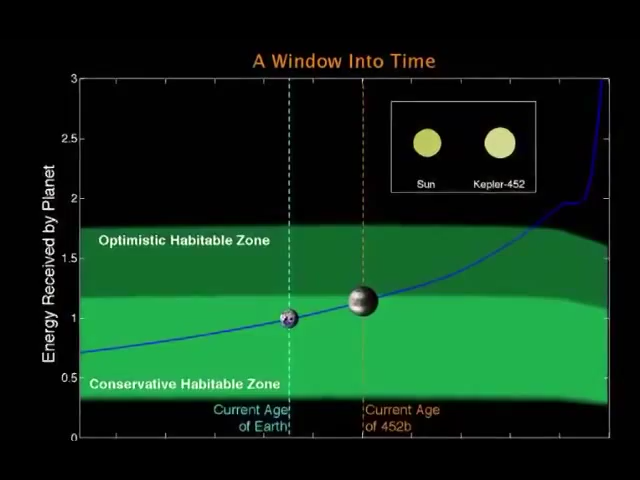 A Window Into Time
3
2.5
2
1.5
1
0.5
0
Energy Received by Planet
Sun
Kepler-452
Optimistic Habitable Zone
Conservative Habitable Zone
Current Age
of Earth
Current Age
of 452b